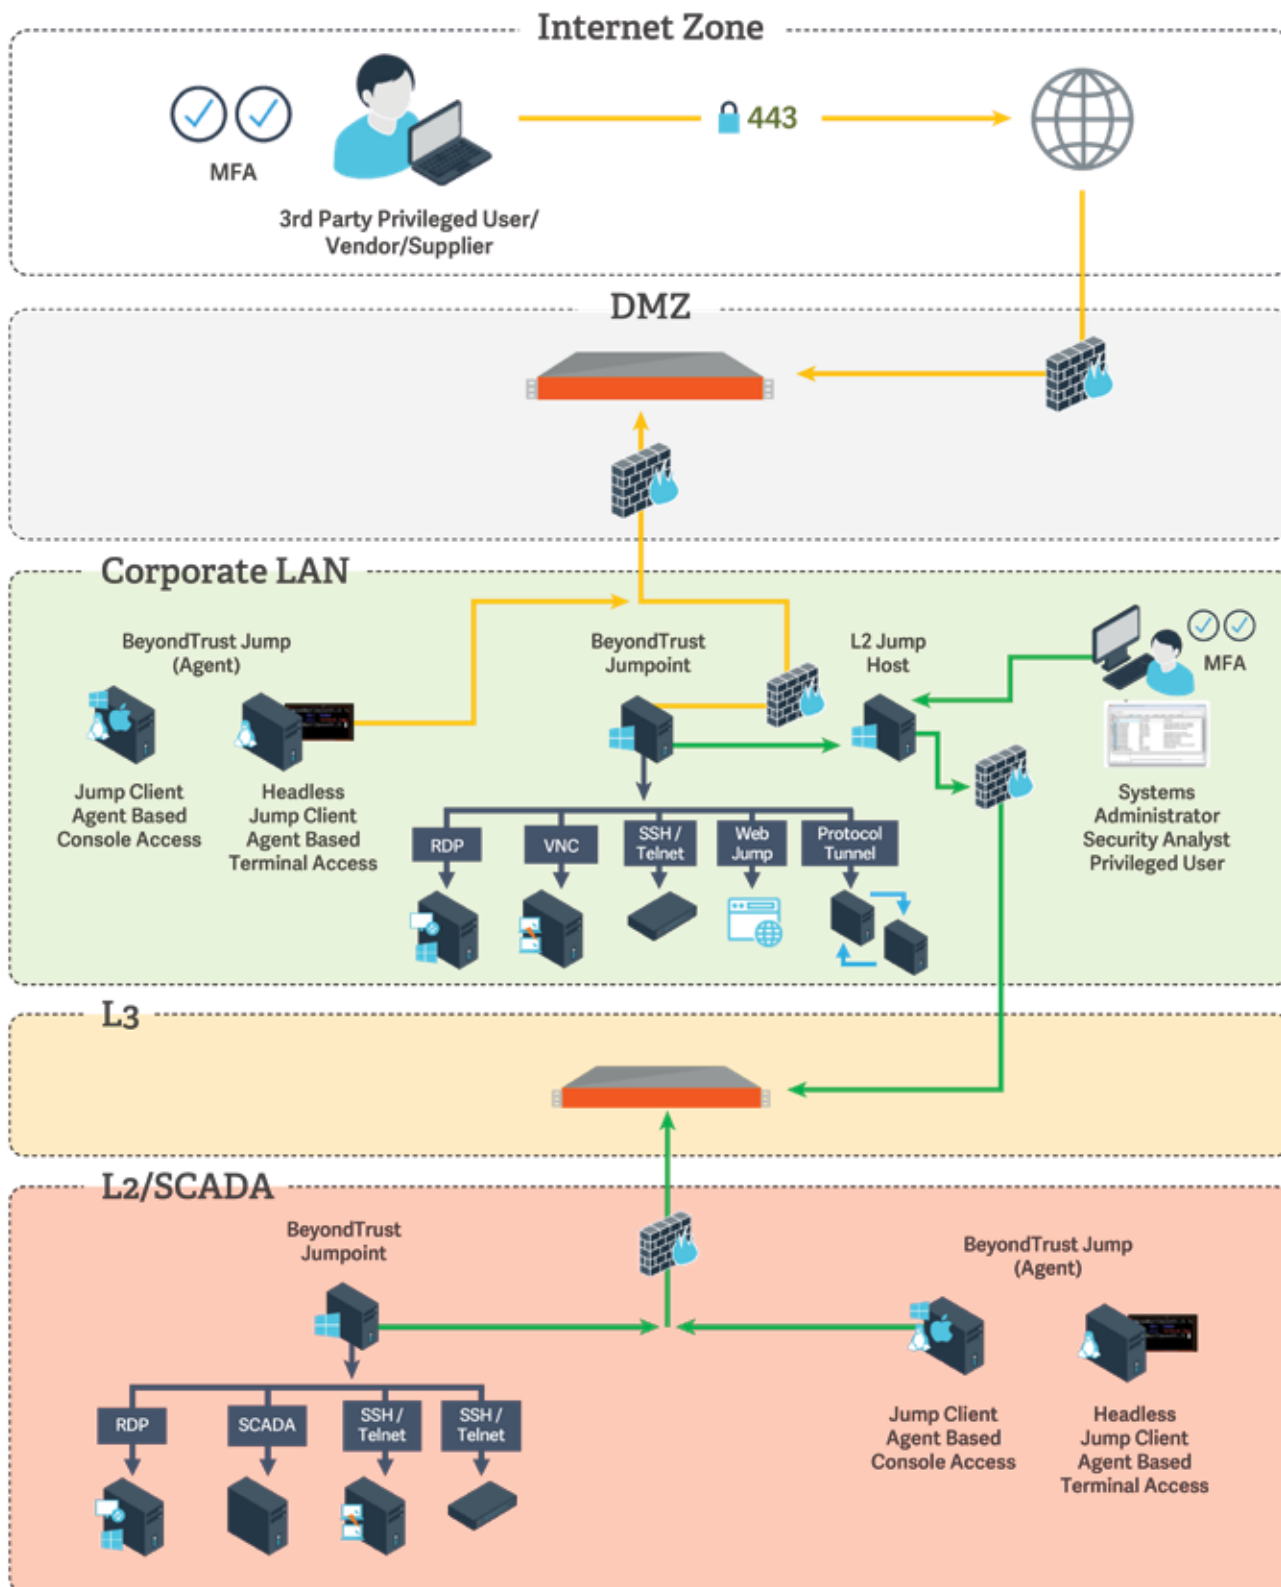 Internet Zone
443
MFA
3rd Party Privileged User/
Vendor/Supplier
DMZ
Corporate LAN
BeyondTrust Jump
(Agent)
BeyondTrust
Jumpoint
L2 Jump
Host
MFA
Jump Client
Agent Based
Console Access
Headless
Jump Client
Agent Based
Terminal Access
Systems
Administrator
Security Analyst
Privileged User
RDP
VNC
SSH /
Telnet
Web
Jump
Protocol
Tunnel
L3
L2/SCADA
BeyondTrust
Jumpoint
BeyondTrust Jump
(Agent)
RDP
SCADA
SSH /
Telnet
SSH /
Telnet
Jump Client
Agent Based
Console Access
Headless
Jump Client
Agent Based
Terminal Access